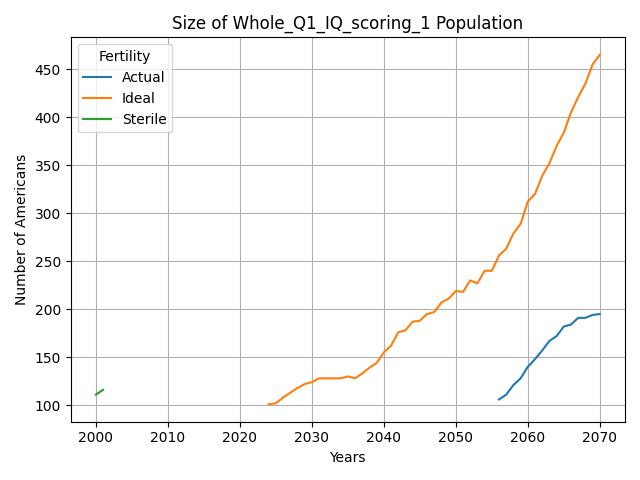 Size of Whole_Q1_IQ_scoring_1 Population
Fertility
Actual
Ideal
Sterile
Number of Americans
450
400
350
300
250
200
150
100
2000 2010 2020 2030 2040 2050 2060 2070
Years